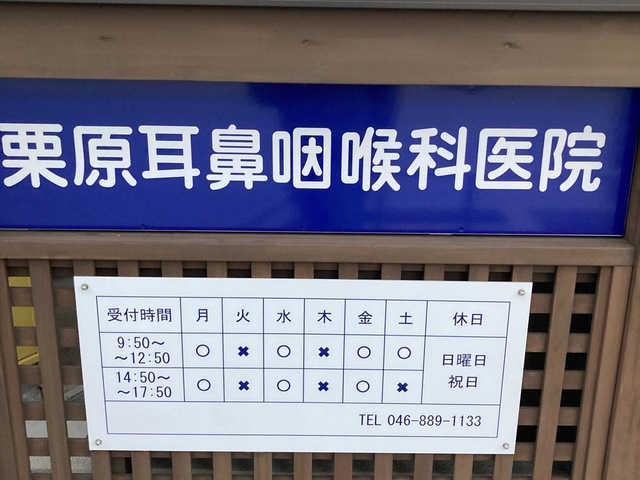 栗原耳鼻咽喉科医院
受付時間 月 火 水 木 金 土 休日
9:50〜 〜12:50 ○ ✖ ○ ✖ ○ ○ 日曜日 祝日
14:50〜 〜17:50 ○ ✖ ○ ✖ ○ ✖
TEL 046-889-1133